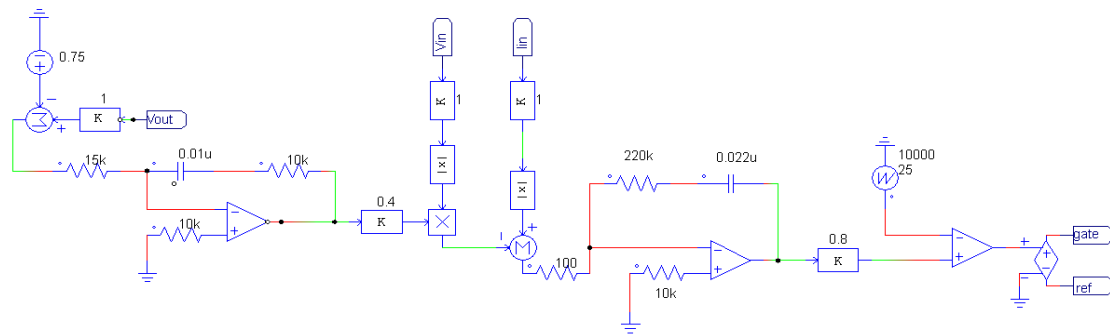 0.75
Vin
Iin
1
K
Vout
K
1
K
1
15k
0.01u
10k
|x|
|x|
220k
0.022u
10000
25
10k
0.4
K
100
10k
0.8
K
gate
ref